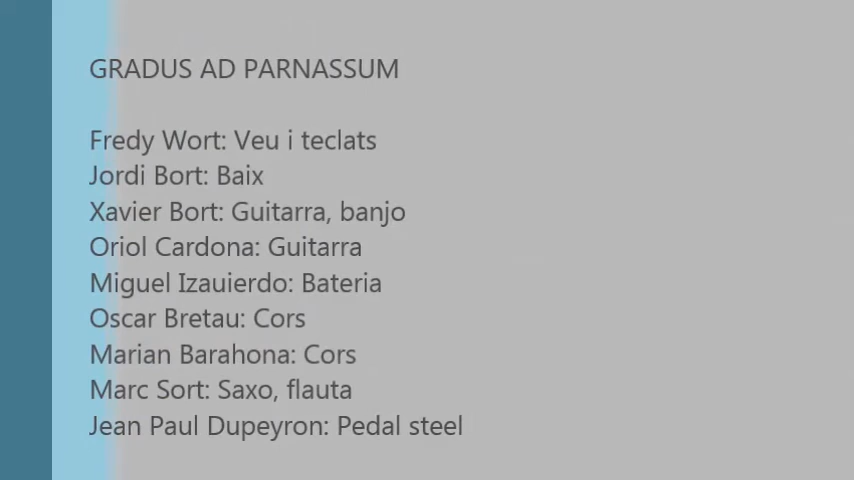 GRADUS AD PARNASSUM
Fredy Wort: Veu i teclats
Jordi Bort: Baix
Xavier Bort: Guitarra, banjo
Oriol Cardona: Guitarra
Miguel Izauierdo: Bateria
Oscar Bretau: Cors
Marian Barahona: Cors
Marc Sort: Saxo, flauta
Jean Paul Dupeyron: Pedal steel